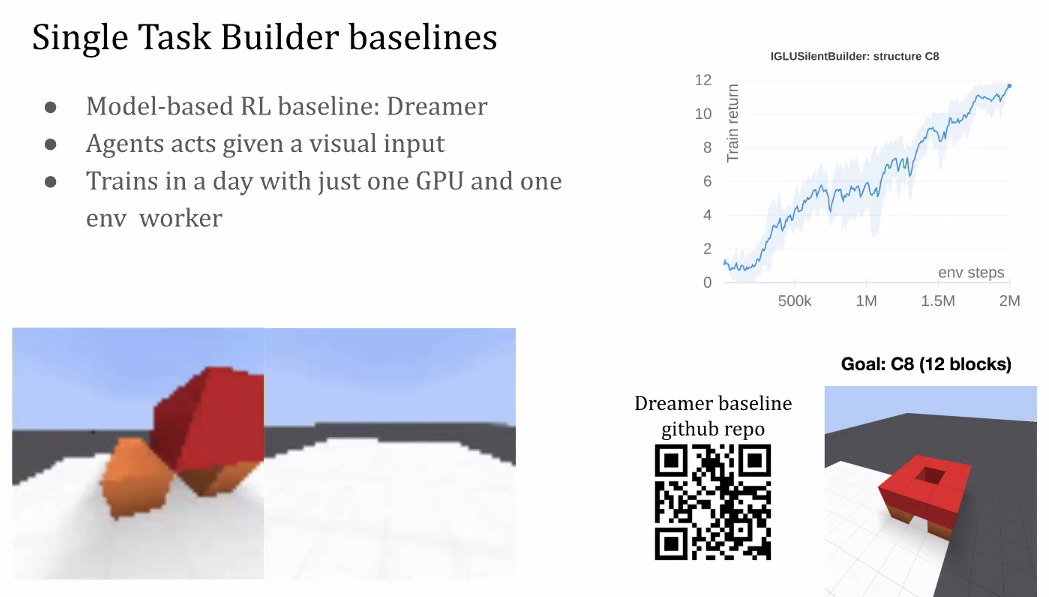 Single Task Builder baselines
● Model-based RL baseline: Dreamer
● Agents acts given a visual input
● Trains in a day with just one GPU and one
env worker
IGLUSilentBuilder: structure C8
12
10
8
6
4
2
0
Train return
env steps
500k 1M 1.5M 2M
Goal: C8 (12 blocks)
Dreamer baseline
github repo